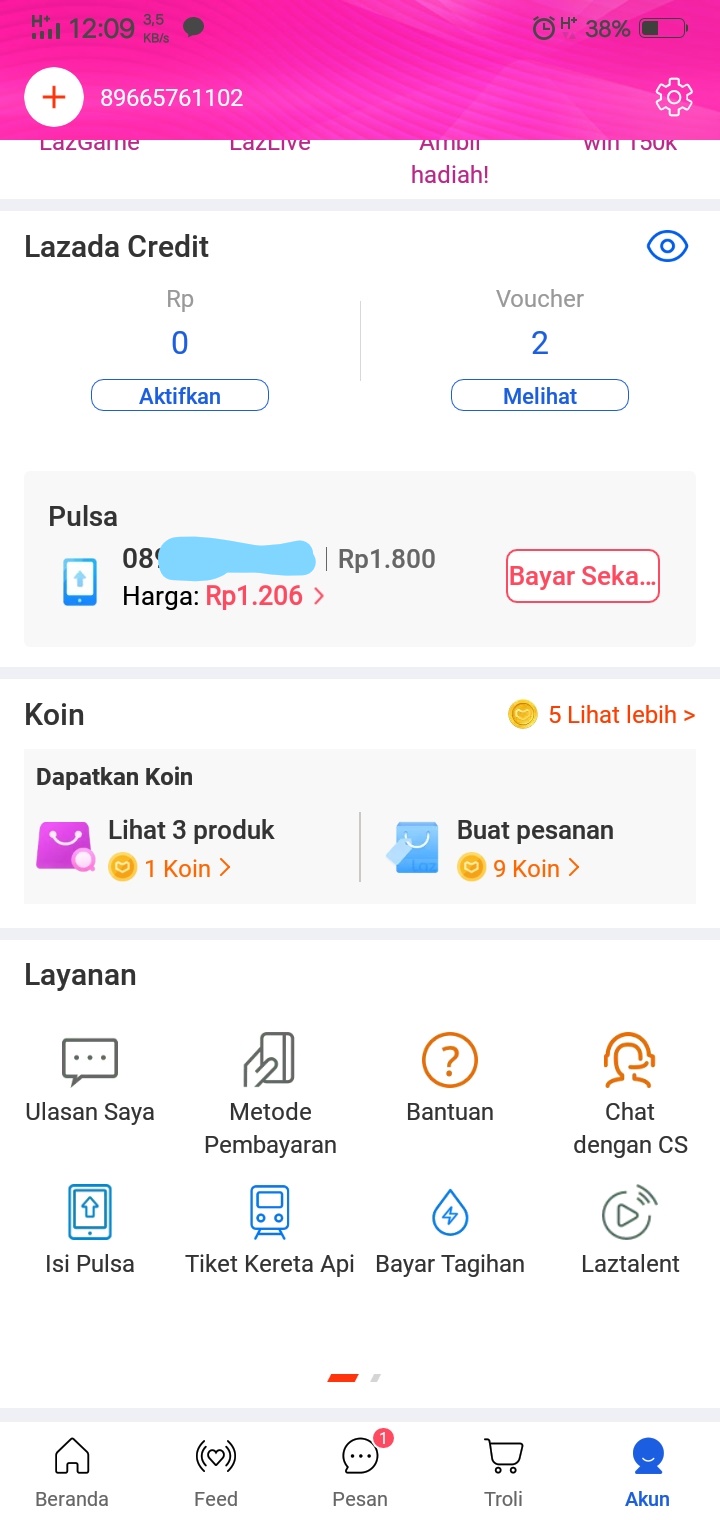 H+ 12:09 3,5 KB/s H+ 38%
89665761102
LazGame LazLive Ambil hadiah! win 150k
Lazada Credit
Rp Voucher
0 2
Aktifkan Melihat
Pulsa
089 | Rp1.800
Harga: Rp1.206 >
Bayar Seka...
Koin
5 Lihat lebih >
Dapatkan Koin
Lihat 3 produk Buat pesanan
1 Koin > 9 Koin >
Layanan
Ulasan Saya
Metode Pembayaran
Bantuan
Chat dengan CS
Isi Pulsa Tiket Kereta Api Bayar Tagihan Laztalent
1
Beranda Feed Pesan Troli Akun